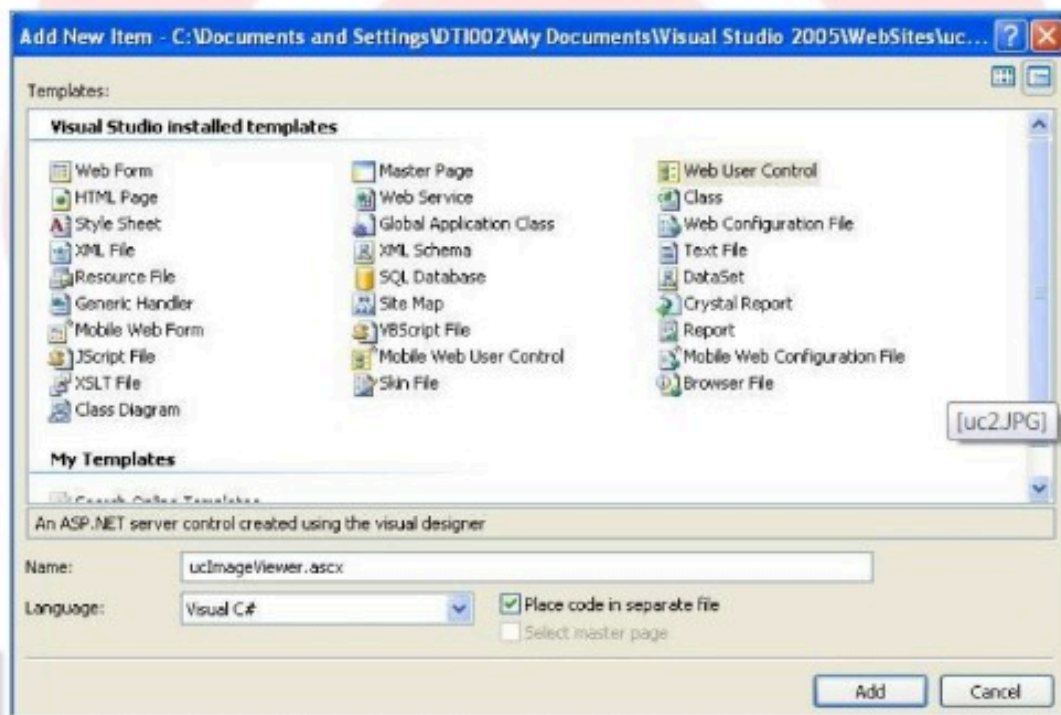 Add New Item - C:\Documents and Settings\DTI002\My Documents\Visual Studio 2005\WebSites\uc...
Templates:
Visual Studio installed templates
Web Form Master Page Web User Control
HTML Page Web Service Class
Style Sheet Global Application Class Web Configuration File
XML File XML Schema Text File
Resource File SQL Database DataSet
Generic Handler Site Map Crystal Report
Mobile Web Form VBScript File Report
JScript File Mobile Web User Control Mobile Web Configuration File
XSLT File Skin File Browser File
Class Diagram
[uc2.JPG]
My Templates
Search Online Templates
An ASP.NET server control created using the visual designer
Name: ucImageViewer.ascx
Language: Visual C# Place code in separate file
Select master page
Add Cancel